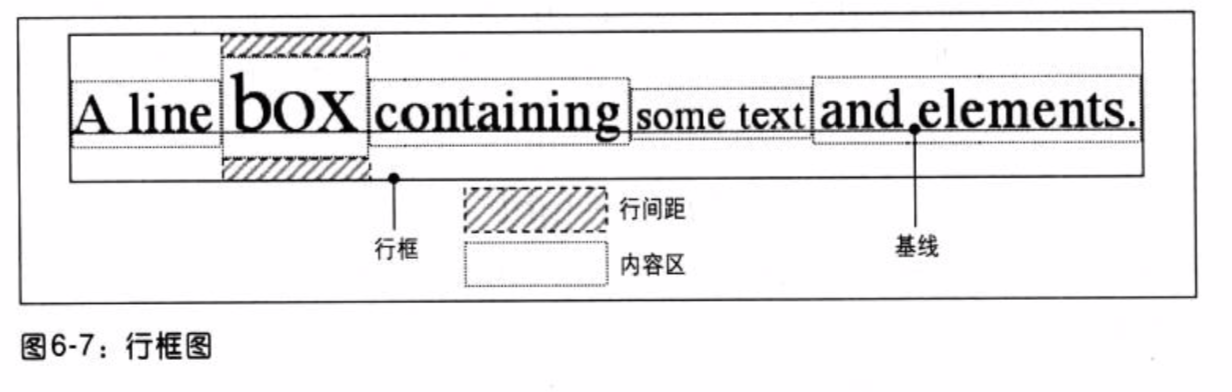 A line box containing some text and elements.
行间距
行框
基线
内容区
图6-7：行框图